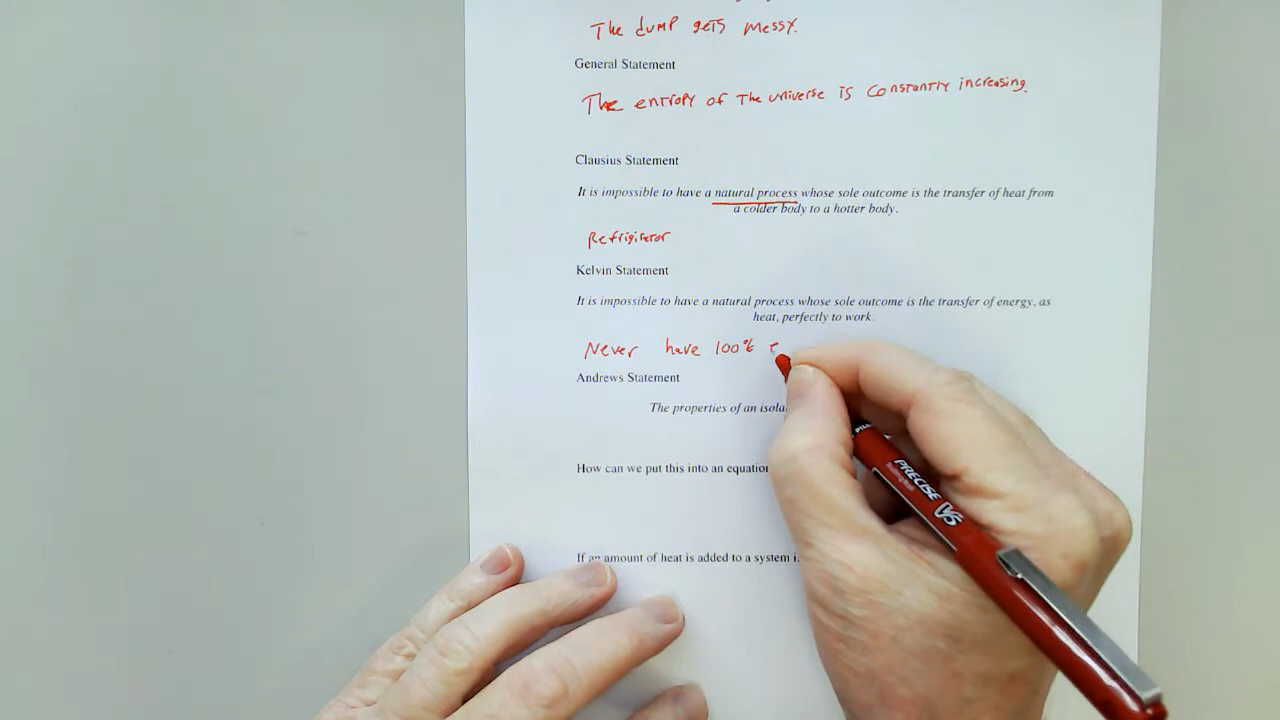 The dump gets messy.
General Statement
The entropy of the universe is constantly increasing.
Clausius Statement
It is impossible to have a natural process whose sole outcome is the transfer of heat from
a colder body to a hotter body.
Refrigirator
Kelvin Statement
It is impossible to have a natural process whose sole outcome is the transfer of energy, as
heat, perfectly to work.
Never have 100%
Andrews Statement
The properties of an
How can we put this into an
If an amount of heat is added to a system
PRECISE V5
Rolling Ball